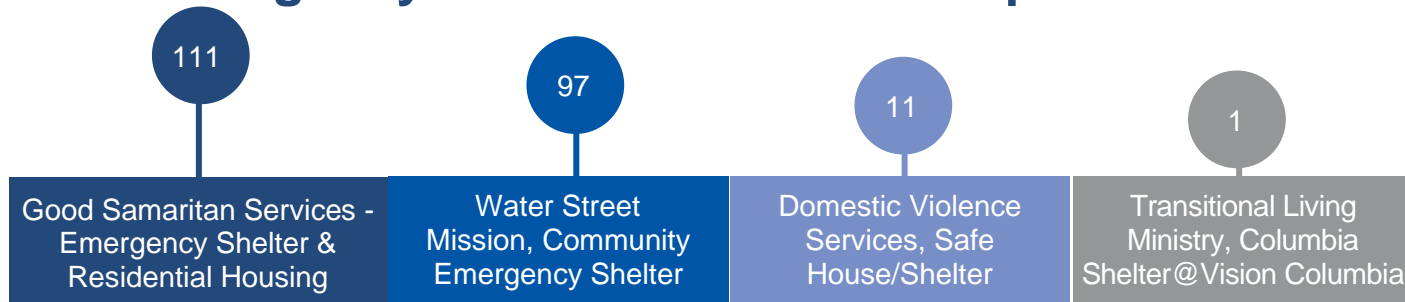 111
97
11
1
Good Samaritan Services -
Emergency Shelter &
Residential Housing
Water Street
Mission, Community
Emergency Shelter
Domestic Violence
Services, Safe
House/Shelter
Transitional Living
Ministry, Columbia
Shelter@Vision Columbia